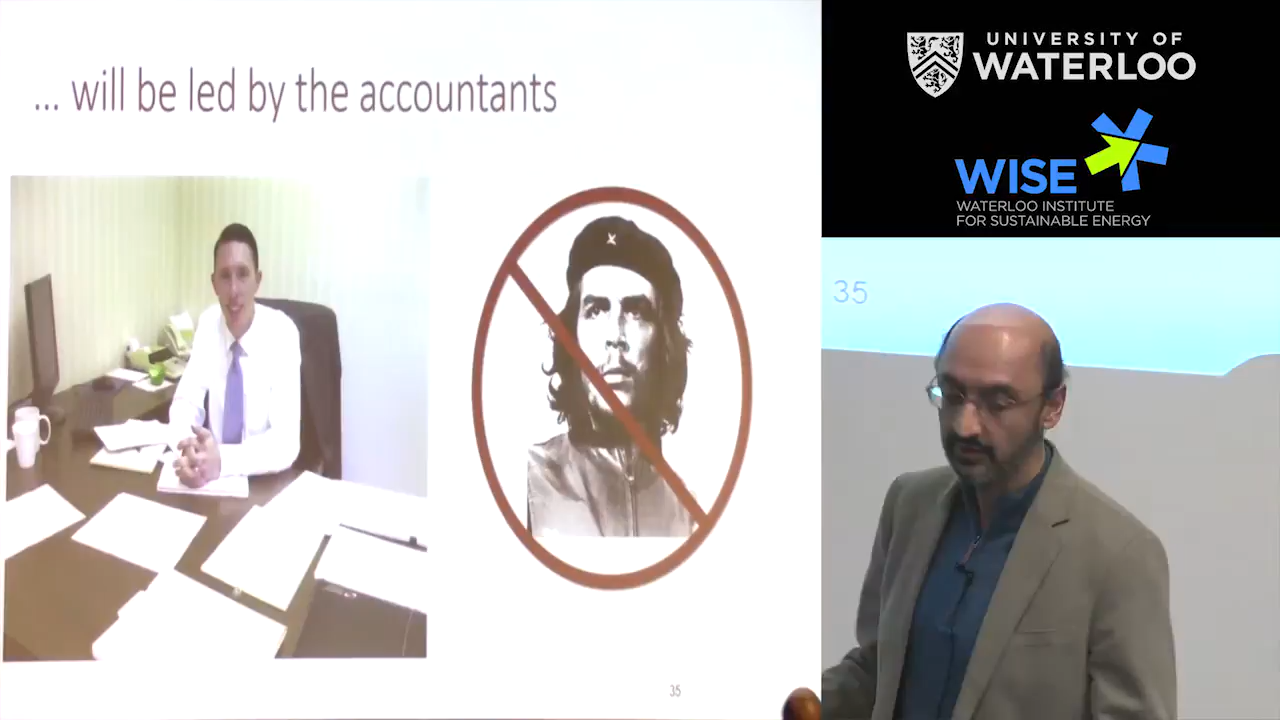 ... will be led by the accountants
35
UNIVERSITY OF
WATERLOO
WISE
WATERLOO INSTITUTE
FOR SUSTAINABLE ENERGY
35